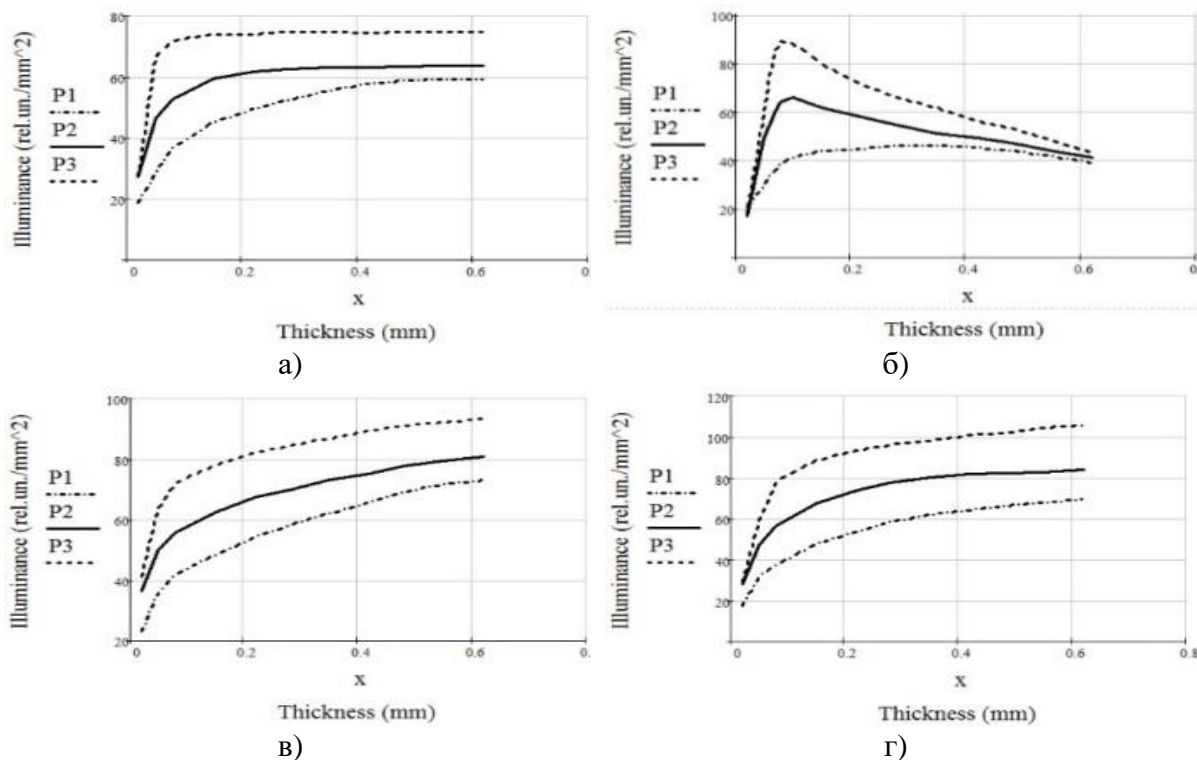 80
60
40
20
Illuminance (rel.un./mm^2)
P1
P2
P3
0 0.2 0.4 0.6 0.
x
Thickness (mm)
а)
100
80
60
40
20
Illuminance (rel.un./mm^2)
P1
P2
P3
0 0.2 0.4 0.6 0.8
x
Thickness (mm)
б)
100
80
60
40
20
Illuminance (rel.un./mm^2)
P1
P2
P3
0 0.2 0.4 0.6 0.
x
Thickness (mm)
в)
120
100
80
60
40
20
Illuminance (rel.un./mm^2)
P1
P2
P3
0 0.2 0.4 0.6 0.8
x
Thickness (mm)
г)